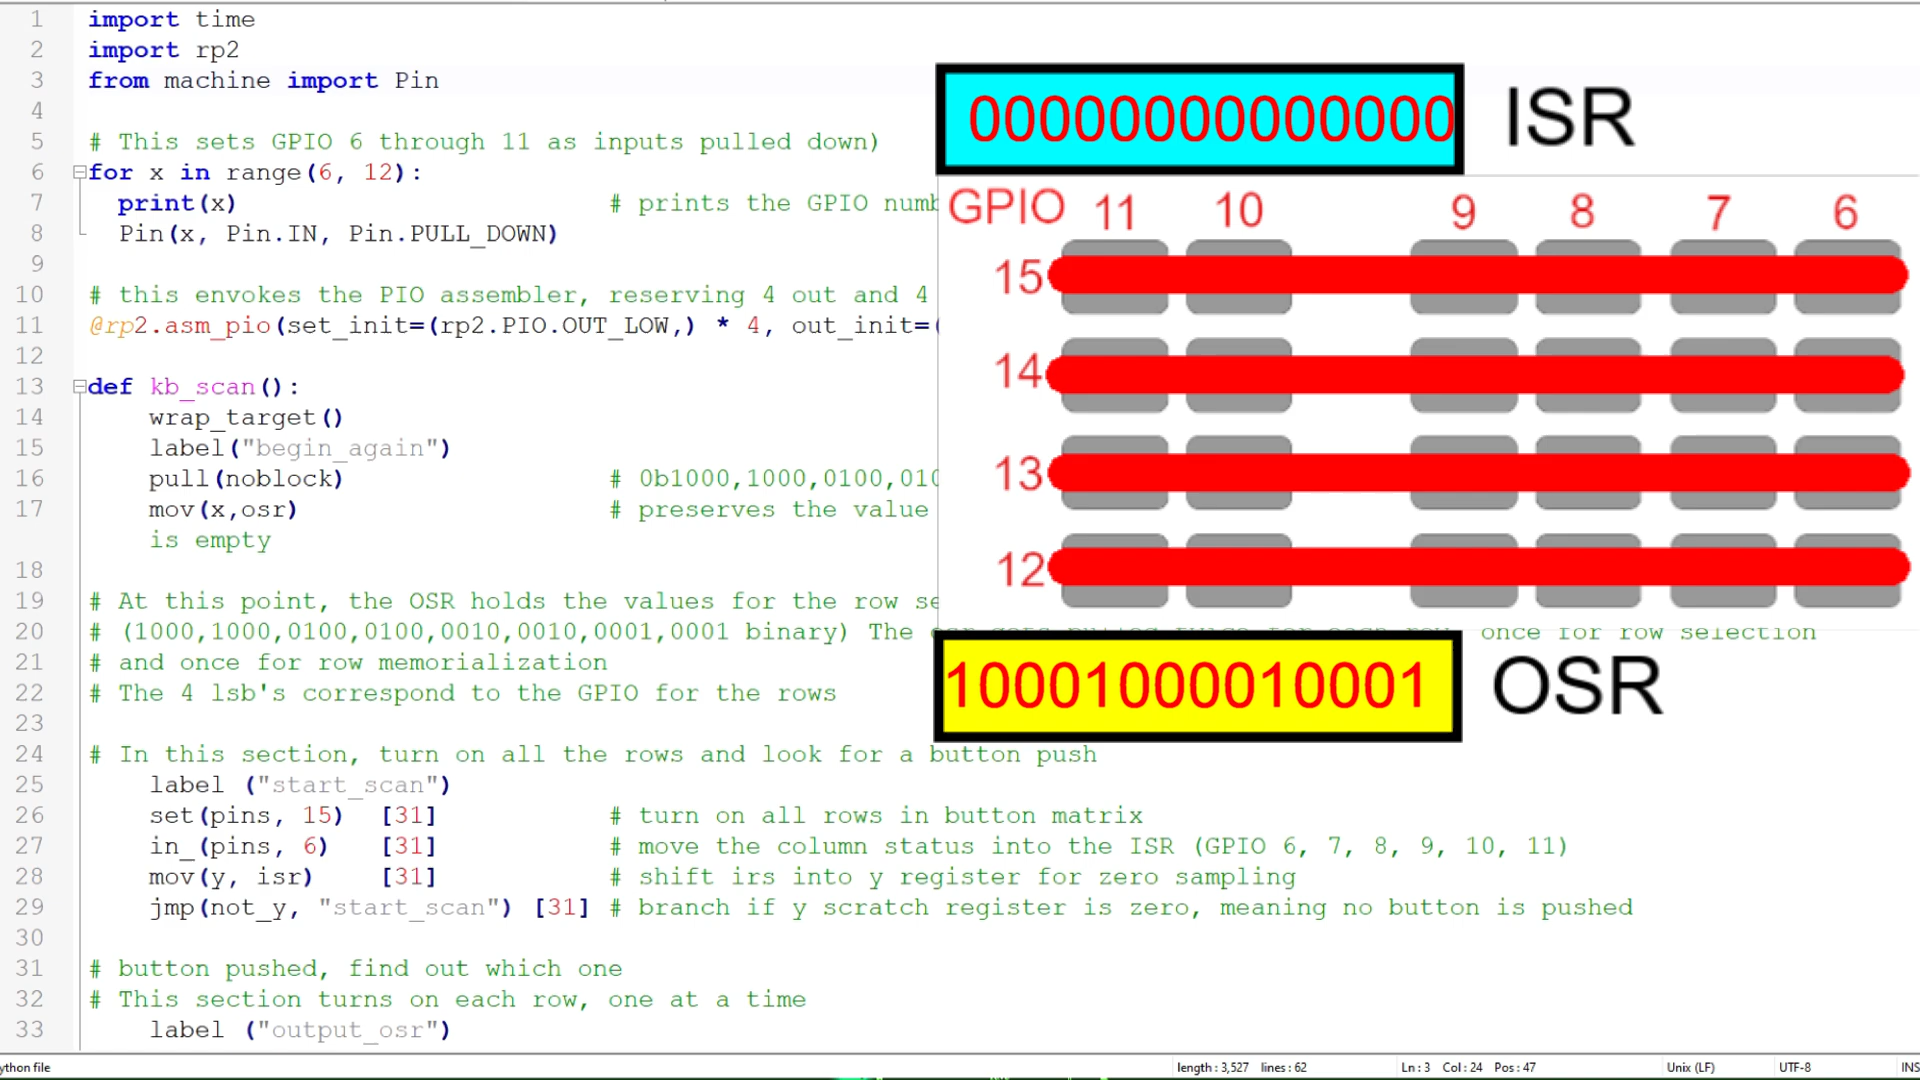 1 import time
2 import rp2
3 from machine import Pin
4
5 # This sets GPIO 6 through 11 as inputs pulled down)
6 for x in range(6, 12):
7 print(x) # prints the GPIO numb
8 Pin(x, Pin.IN, Pin.PULL_DOWN)
9
10 # this envokes the PIO assembler, reserving 4 out and 4
11 @rp2.asm_pio(set_init=(rp2.PIO.OUT_LOW,) * 4, out_init=(
12
13 def kb_scan():
14 wrap_target()
15 label("begin_again")
16 pull(noblock) # 0b1000,1000,0100,010
17 mov(x,osr) # preserves the value
is empty
18
19 # At this point, the OSR holds the values for the row se
20 # (1000,1000,0100,0100,0010,0010,0001,0001 binary) The once for row selection
21 # and once for row memorialization
22 # The 4 lsb's correspond to the GPIO for the rows
23
24 # In this section, turn on all the rows and look for a button push
25 label ("start_scan")
26 set(pins, 15) [31] # turn on all rows in button matrix
27 in_(pins, 6) [31] # move the column status into the ISR (GPIO 6, 7, 8, 9, 10, 11)
28 mov(y, isr) [31] # shift irs into y register for zero sampling
29 jmp(not_y, "start_scan") [31] # branch if y scratch register is zero, meaning no button is pushed
30
31 # button pushed, find out which one
32 # This section turns on each row, one at a time
33 label ("output_osr")
00000000000000 ISR
GPIO 11 10 9 8 7 6
15
14
13
12
10001000010001 OSR
ython file length : 3,527 lines : 62 Ln : 3 Col : 24 Pos : 47 Unix (LF) UTF-8 INS